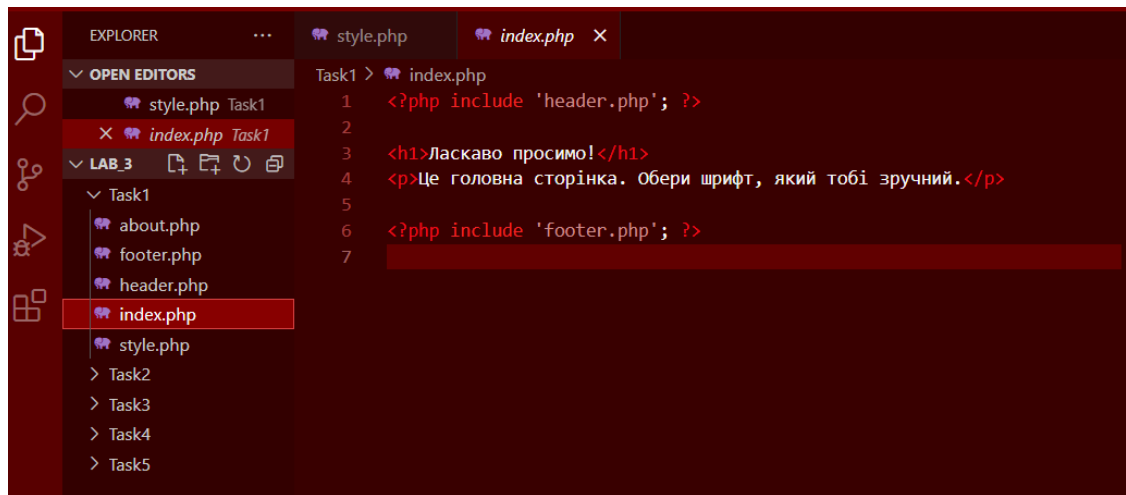 EXPLORER ...
OPEN EDITORS
style.php Task1
index.php Task1
LAB_3
Task1
about.php
footer.php
header.php
index.php
style.php
Task2
Task3
Task4
Task5
style.php index.php
Task1 > index.php
1 <?php include 'header.php'; ?>
2
3 <h1>Ласкаво просимо!</h1>
4 <p>Це головна сторінка. Обери шрифт, який тобі зручний.</p>
5
6 <?php include 'footer.php'; ?>
7